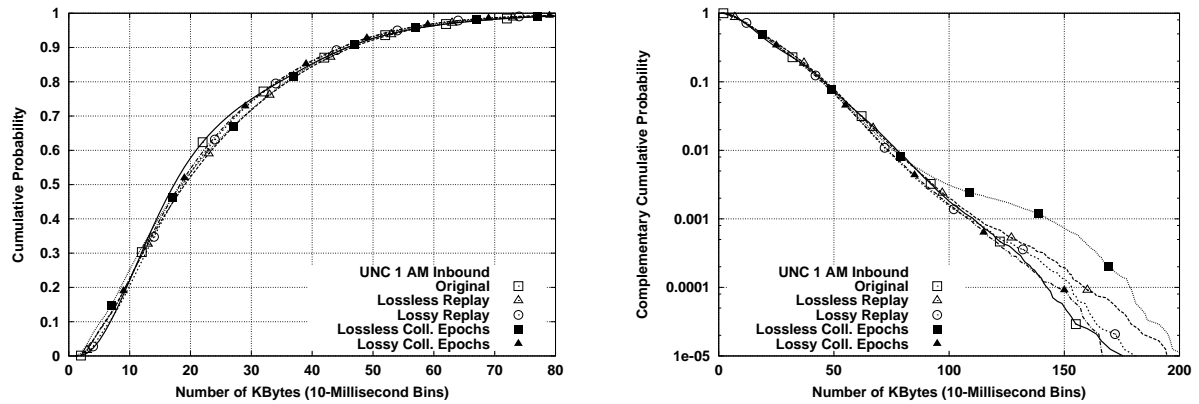 1
0.9
0.8
0.7
0.6
0.5
0.4
0.3
0.2
0.1
0
Cumulative Probability
UNC 1 AM Inbound
Original
Lossless Replay
Lossy Replay
Lossless Coll. Epochs
Lossy Coll. Epochs
0 10 20 30 40 50 60 70 80
Number of KBytes (10-Millisecond Bins)
1
0.1
0.01
0.001
0.0001
1e-05
Complementary Cumulative Probability
UNC 1 AM Inbound
Original
Lossless Replay
Lossy Replay
Lossless Coll. Epochs
Lossy Coll. Epochs
0 50 100 150 200
Number of KBytes (10-Millisecond Bins)